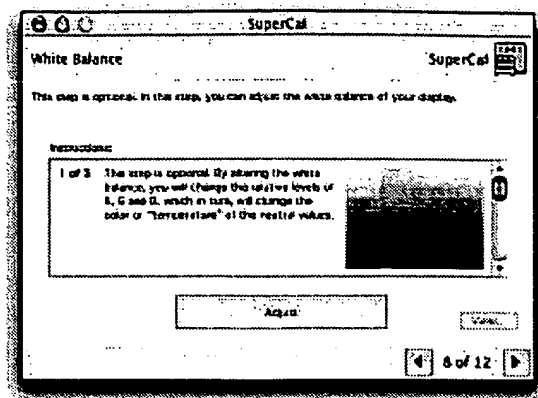 SuperCal
White Balance
SuperCal
This step is optional. In this step, you can adjust the white balance of your display.
Instructions:
1 of 3 This step is optional. By altering the white
balance, you will change the relative levels of
R, G and B, which in turn, will change the
color or "temperature" of the neutral values.
Adjust
8 of 12